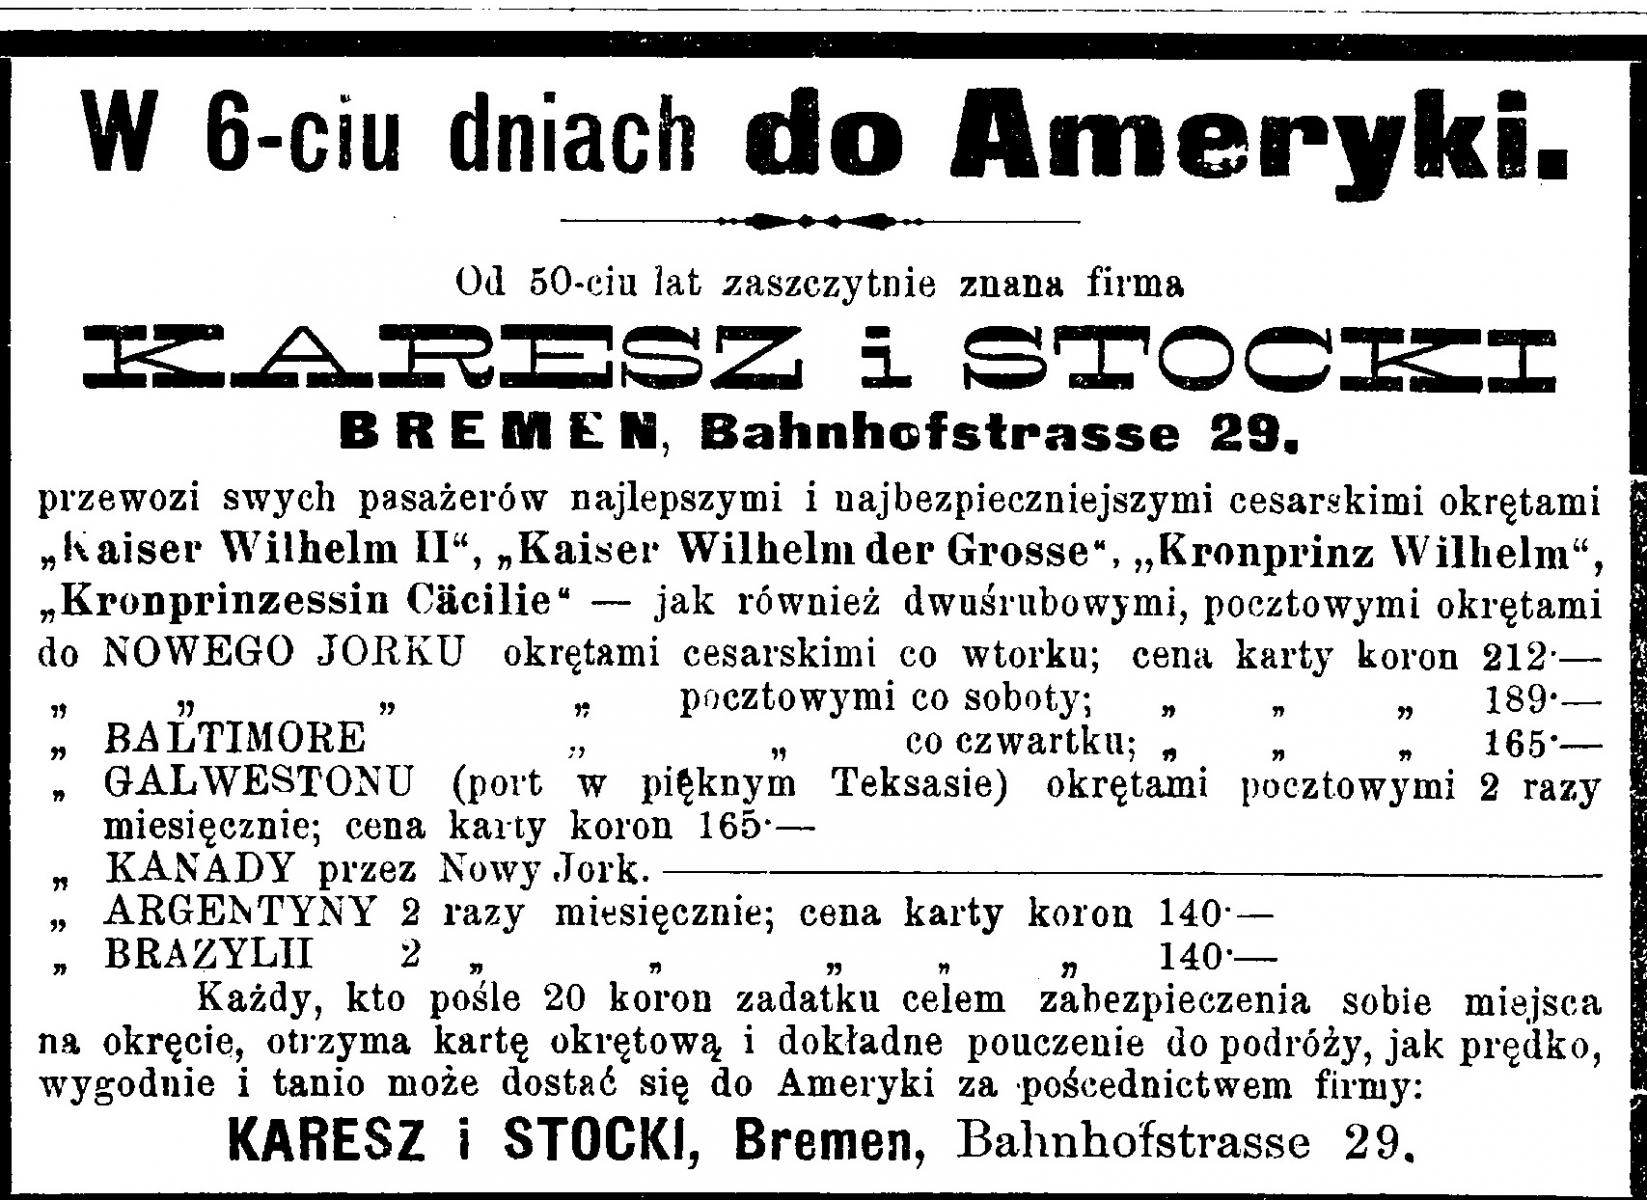 W 6-ciu dniach do Ameryki.
Od 50-ciu lat zaszczytnie znana firma
KARESZ i STOCKI
BREMEN, Bahnhofstrasse 29.
przewozi swych pasażerów najlepszymi i najbezpieczniejszymi cesarskimi okrętami
„Kaiser Wilhelm II“, „Kaiser Wilhelm der Grosse“, „Kronprinz Wilhelm“,
„Kronprinzessin Cäcilie“ — jak również dwuśrubowymi, pocztowymi okrętami
do NOWEGO JORKU okrętami cesarskimi co wtorku; cena karty koron 212·—
„ „ „ „ pocztowymi co soboty; „ „ „ 189·—
„ BALTIMORE „ „ co czwartku; „ „ „ 165·—
„ GALWESTONU (port w pięknym Teksasie) okrętami pocztowymi 2 razy
miesięcznie; cena karty koron 165·—
„ KANADY przez Nowy Jork. —
„ ARGENTYNY 2 razy miesięcznie; cena karty koron 140·—
„ BRAZYLII 2 „ „ „ „ „ 140·—
Każdy, kto pośle 20 koron zadatku celem zabezpieczenia sobie miejsca
na okręcie, otrzyma kartę okrętową i dokładne pouczenie do podróży, jak prędko,
wygodnie i tanio może dostać się do Ameryki za pośrednictwem firmy:
KARESZ i STOCKI, Bremen, Bahnhofstrasse 29.